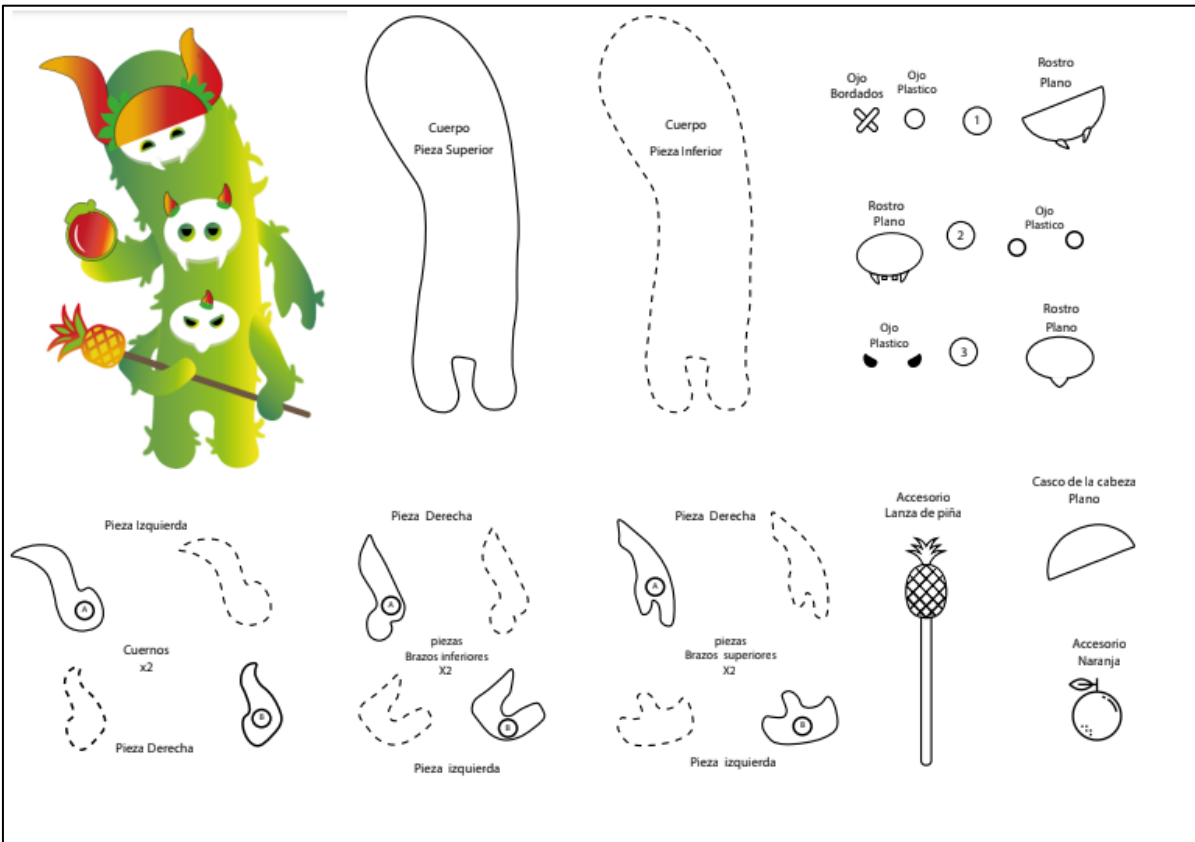 Cuerpo
Pieza Superior
Cuerpo
Pieza Inferior
Ojo
Bordados
Ojo
Plastico
1
Rostro
Plano
Rostro
Plano
2
Ojo
Plastico
Ojo
Plastico
3
Rostro
Plano
Pieza Izquierda
A
Cuernos
x2
B
Pieza Derecha
Pieza Derecha
A
piezas
Brazos inferiores
X2
B
Pieza izquierda
Pieza Derecha
A
piezas
Brazos superiores
X2
B
Pieza izquierda
Accesorio
Lanza de piña
Casco de la cabeza
Plano
Accesorio
Naranja